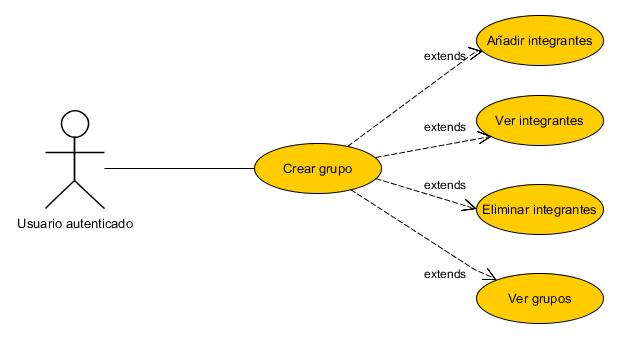 Añadir integrantes
extends
Ver integrantes
extends
Crear grupo
extends
Eliminar integrantes
Usuario autenticado
extends
Ver grupos